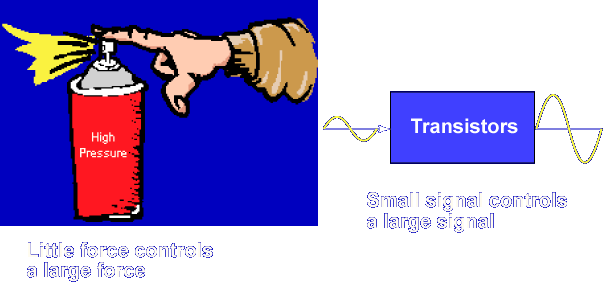 High
Pressure
Little force controls
a large force
Transistors
Small signal controls
a large signal